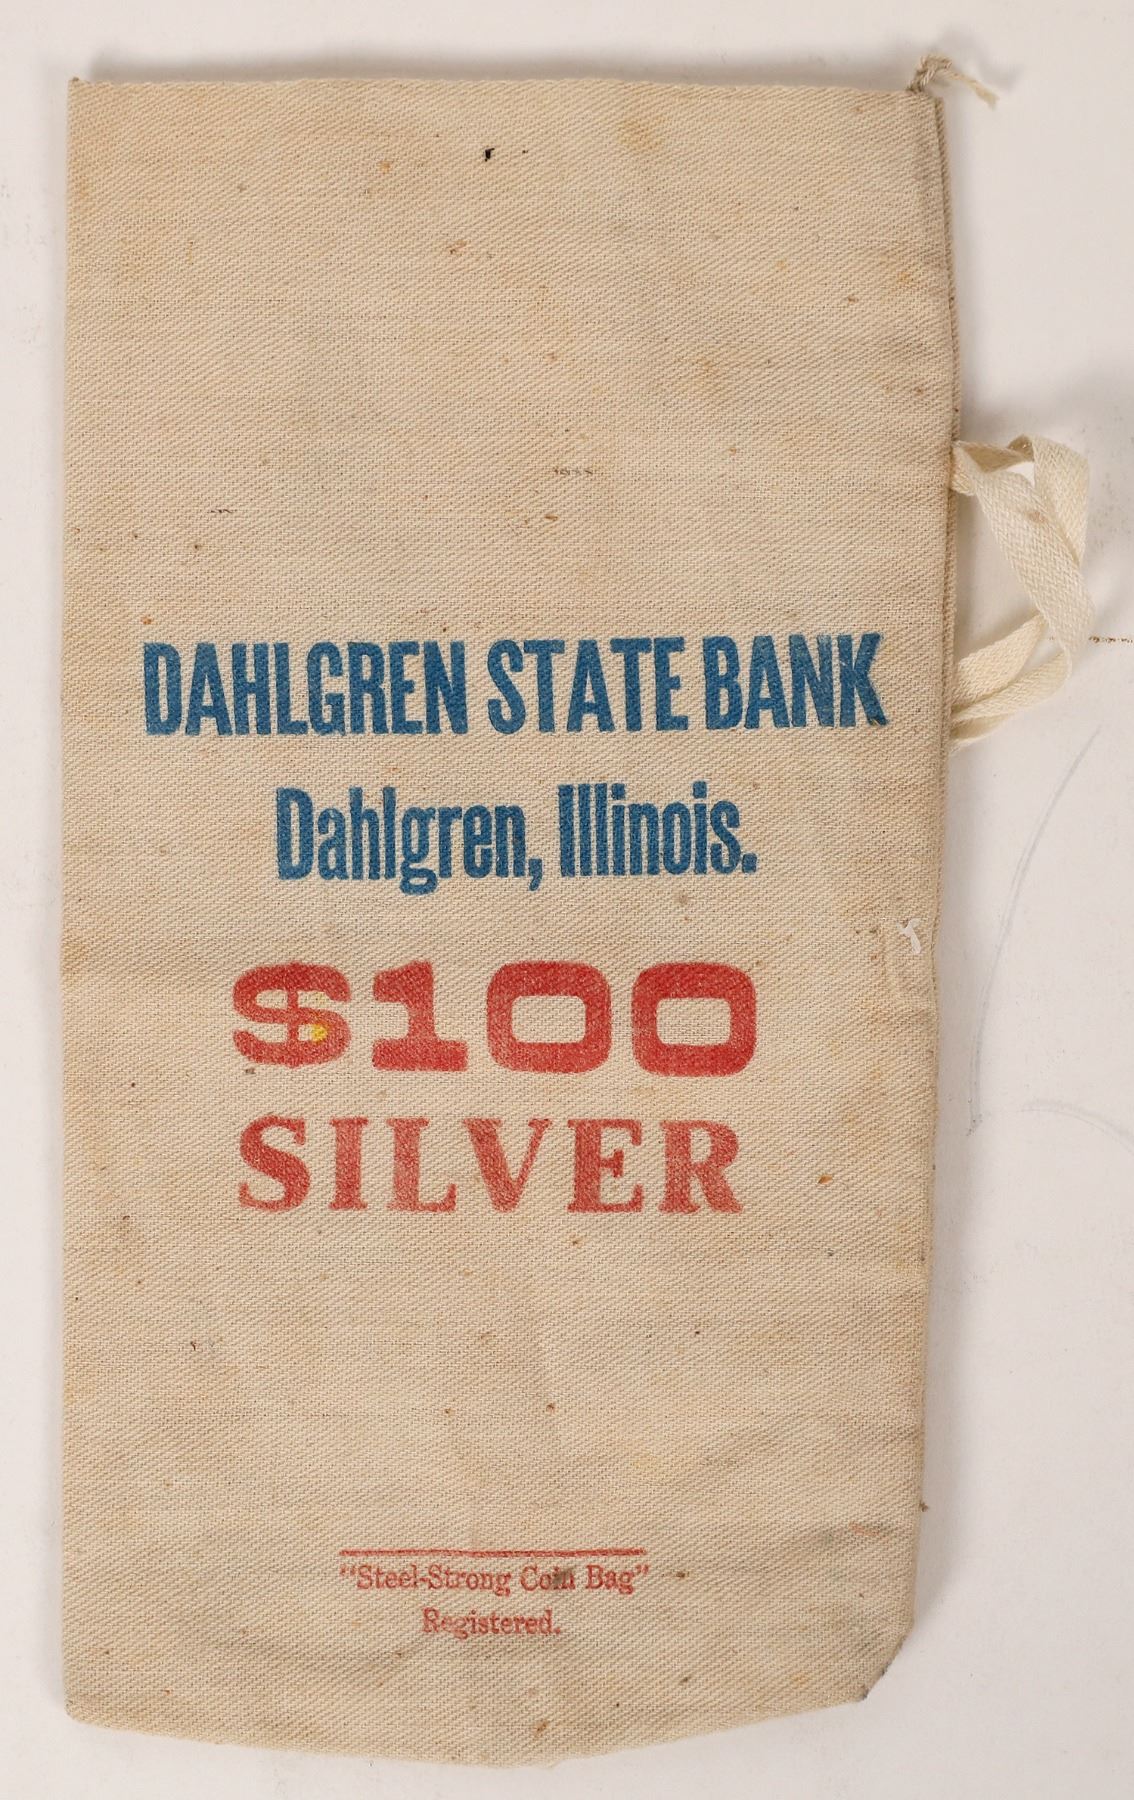 DAHLGREN STATE BANK
Dahlgren, Illinois.
$100
SILVER
"Steel-Strong Coin Bag"
Registered.